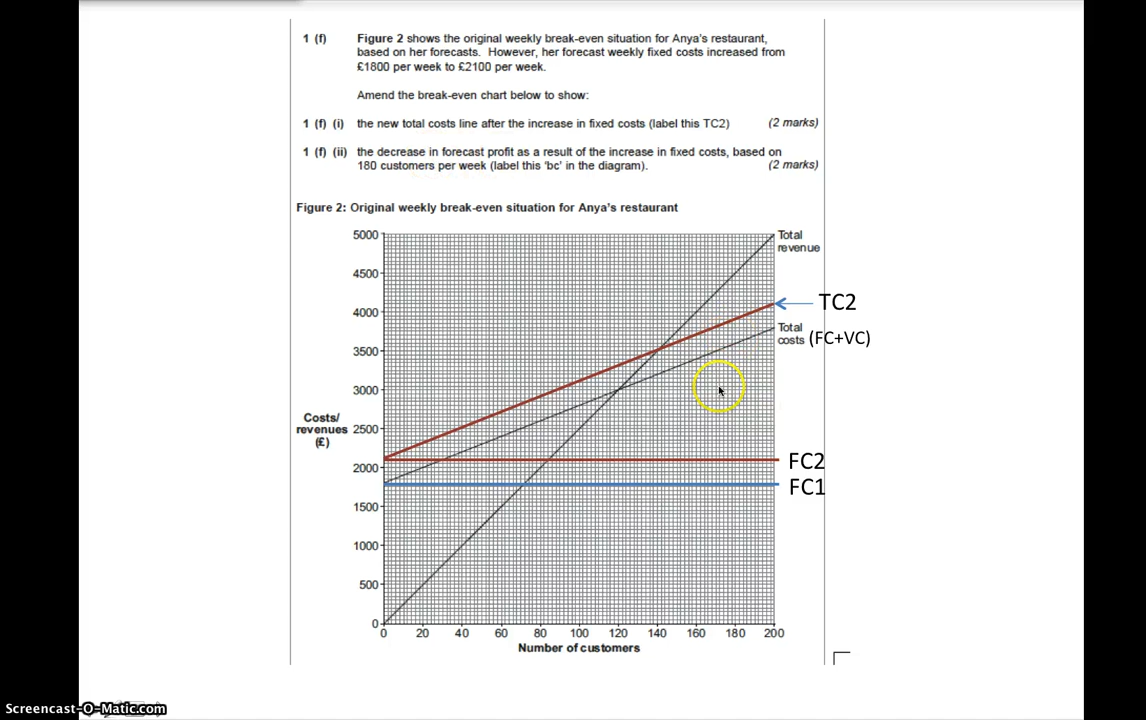 1 (f) Figure 2 shows the original weekly break-even situation for Anya's restaurant,
based on her forecasts. However, her forecast weekly fixed costs increased from
£1800 per week to £2100 per week.
Amend the break-even chart below to show:
1 (f) (i) the new total costs line after the increase in fixed costs (label this TC2) (2 marks)
1 (f) (ii) the decrease in forecast profit as a result of the increase in fixed costs, based on
180 customers per week (label this 'bc' in the diagram). (2 marks)
Figure 2: Original weekly break-even situation for Anya's restaurant
5000
Total
revenue
4500
TC2
4000
Total
costs (FC+VC)
3500
3000
Costs/
revenues
(£)
2500
FC2
2000
FC1
1500
1000
500
0
0 20 40 60 80 100 120 140 160 180 200
Number of customers
Screencast-O-Matic.com